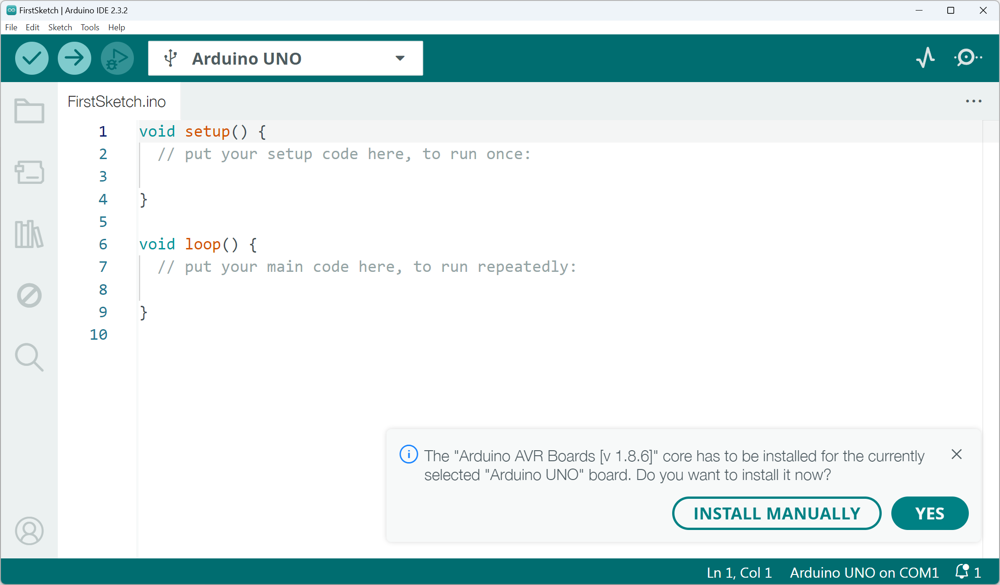 FirstSketch | Arduino IDE 2.3.2
File Edit Sketch Tools Help
Arduino UNO
FirstSketch.ino
1 void setup() {
2 // put your setup code here, to run once:
3
4 }
5
6 void loop() {
7 // put your main code here, to run repeatedly:
8
9 }
10
The "Arduino AVR Boards [v 1.8.6]" core has to be installed for the currently
selected "Arduino UNO" board. Do you want to install it now?
INSTALL MANUALLY YES
Ln 1, Col 1 Arduino UNO on COM1 1